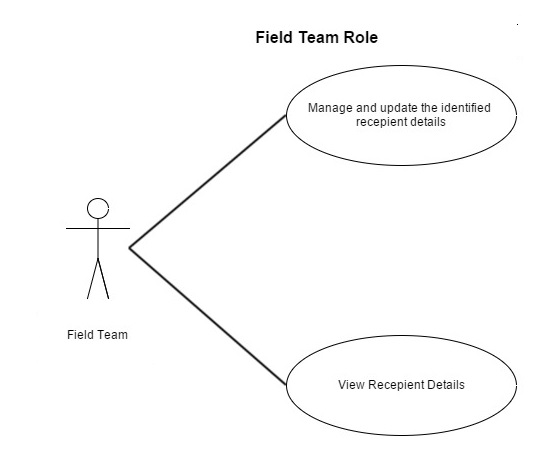 Field Team Role
Manage and update the identified
recepient details
Field Team
View Recepient Details